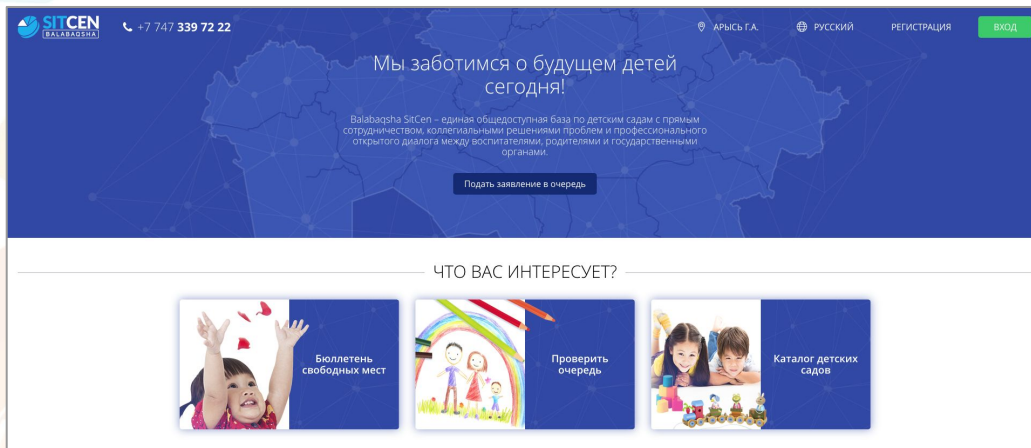 SITCEN
BALABAQSHA
+7 747 339 72 22
АРЫСЬ Г.А.
РУССКИЙ
РЕГИСТРАЦИЯ
ВХОД
Мы заботимся о будущем детей
сегодня!
Balabaqsha SitCen – единая общедоступная база по детским садам с прямым
сотрудничеством, коллегиальными решениями проблем и профессионального
открытого диалога между воспитателями, родителями и государственными
органами.
Подать заявление в очередь
ЧТО ВАС ИНТЕРЕСУЕТ?
Бюллетень
свободных мест
Проверить
очередь
Каталог детских
садов